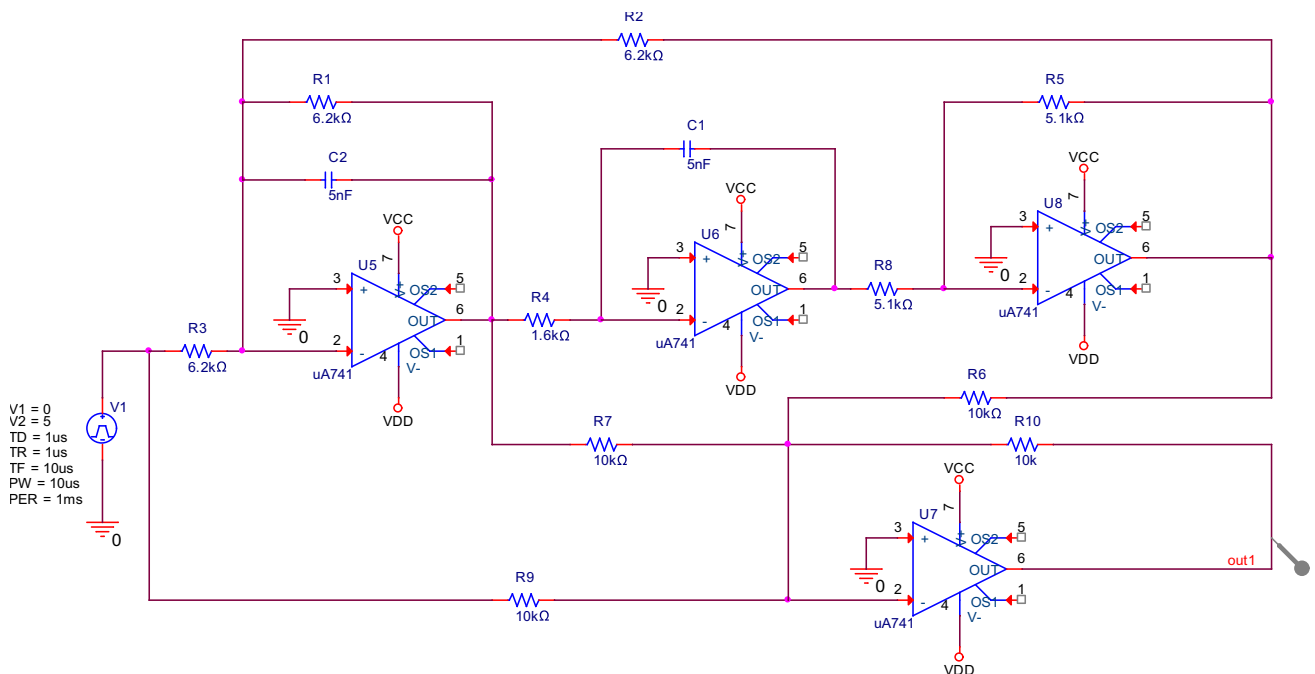 R2
6.2kΩ
R1
6.2kΩ
R5
5.1kΩ
C1
5nF
C2
5nF
VCC
7
U8
3
+
V+
OS2
5
OUT
6
0
2
-
4
OS1
1
V-
uA741
VDD
VCC
7
U6
3
+
V+
OS2
5
OUT
6
0
2
-
4
OS1
1
V-
uA741
VDD
R8
5.1kΩ
VCC
7
U5
3
+
V+
OS2
5
OUT
6
0
2
-
4
OS1
1
V-
uA741
VDD
R4
1.6kΩ
R3
6.2kΩ
V1 = 0
V2 = 5
TD = 1us
TR = 1us
TF = 10us
PW = 10us
PER = 1ms
V1
+
-
0
R6
10kΩ
R7
10kΩ
R10
10k
VCC
7
U7
3
+
V+
OS2
5
OUT
6
out1
0
2
-
4
OS1
1
V-
uA741
VDD
R9
10kΩ